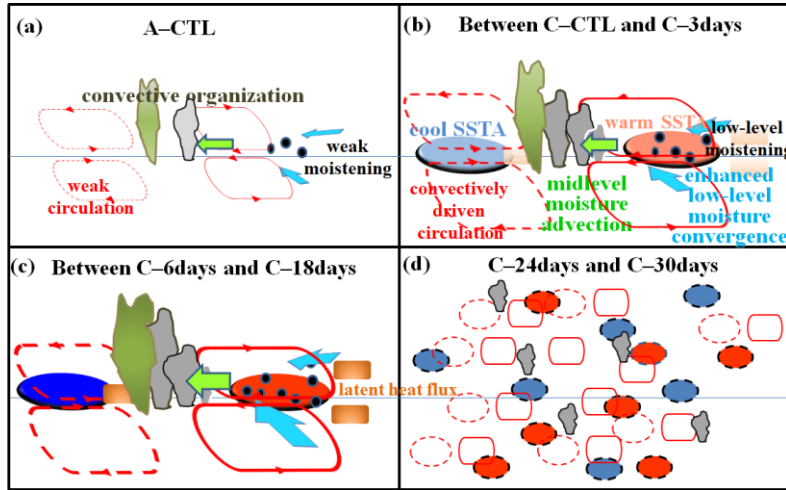 (a)
A–CTL
convective organization
weak
moistening
weak
circulation
(b)
Between C–CTL and C–3days
cool SSTA
warm SSTA
low-level
moistening
convectively
driven
circulation
midlevel
moisture
advection
enhanced
low-level
moisture
convergence
(c)
Between C–6days and C–18days
latent heat flux
(d)
C–24days and C–30days